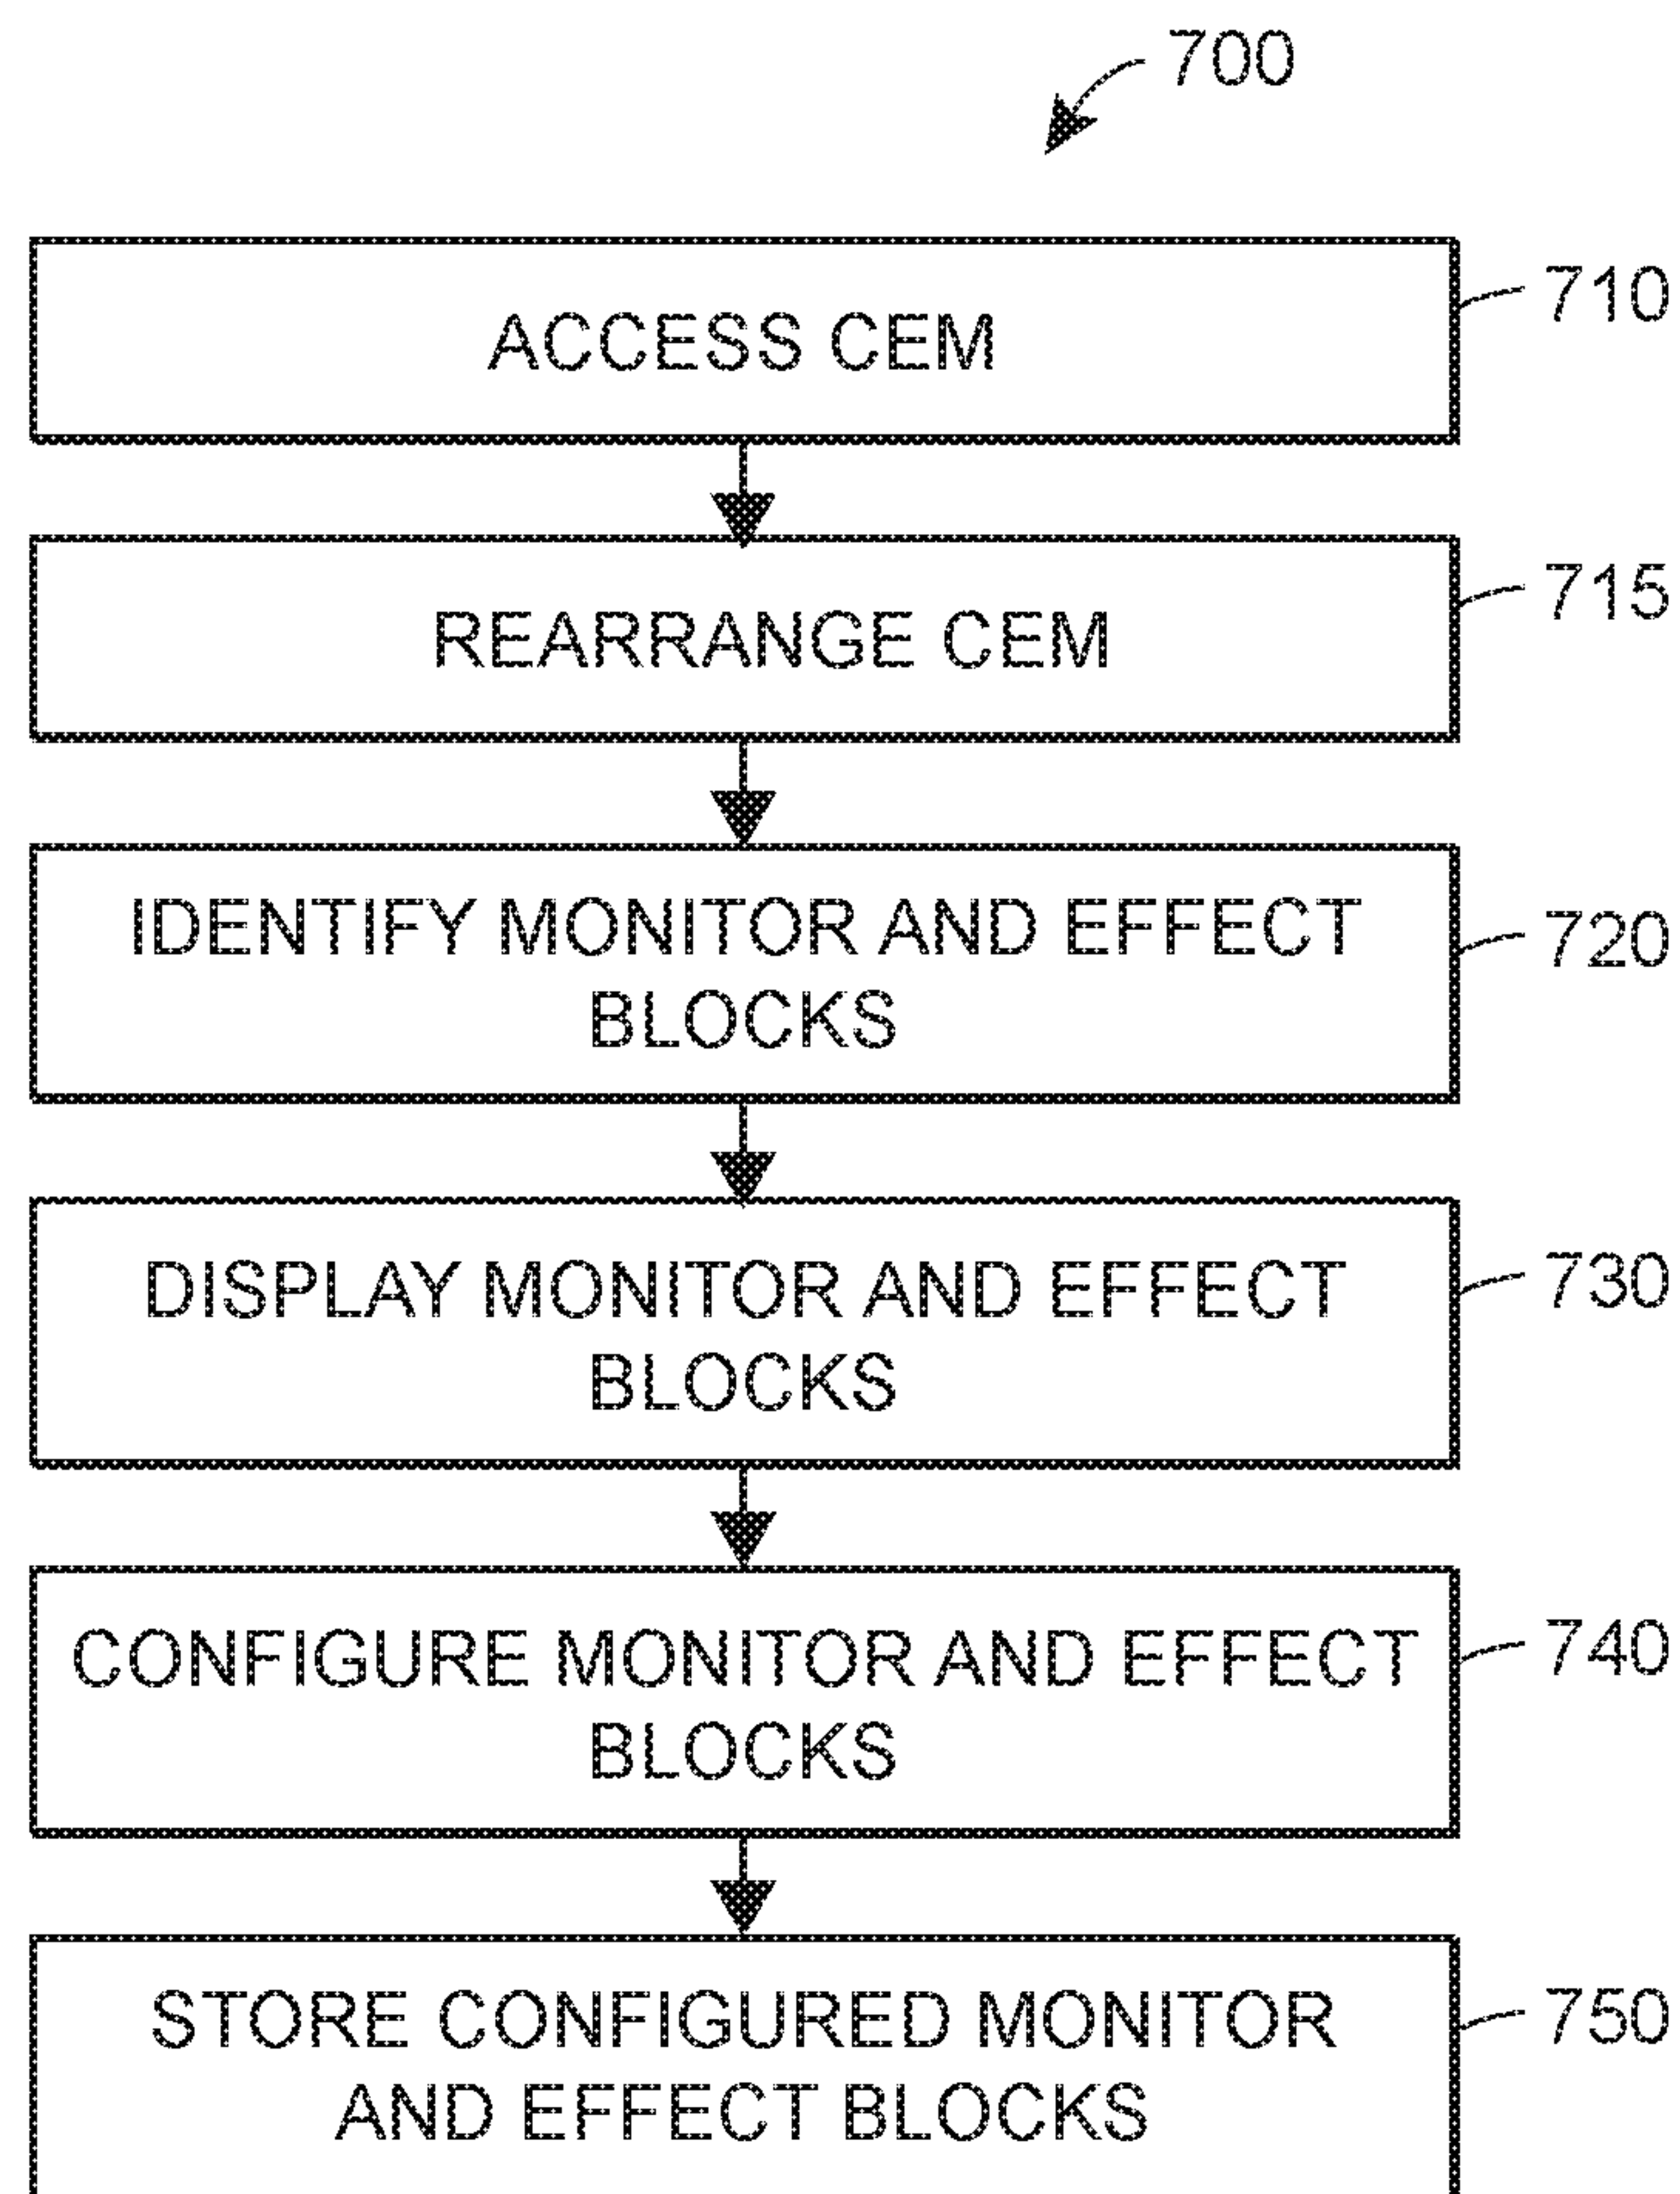 700
ACCESS CEM
710
REARRANGE CEM
715
IDENTIFY MONITOR AND EFFECT
BLOCKS
720
DISPLAY MONITOR AND EFFECT
BLOCKS
730
CONFIGURE MONITOR AND EFFECT
BLOCKS
740
STORE CONFIGURED MONITOR
AND EFFECT BLOCKS
750